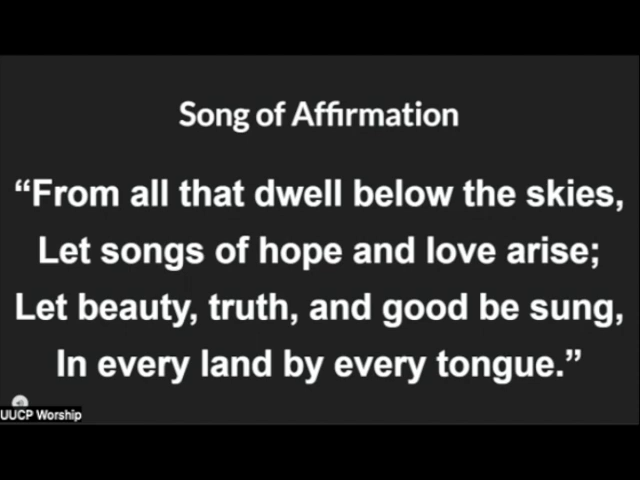 Song of Affirmation
“From all that dwell below the skies,
Let songs of hope and love arise;
Let beauty, truth, and good be sung,
In every land by every tongue.”
UUCP Worship